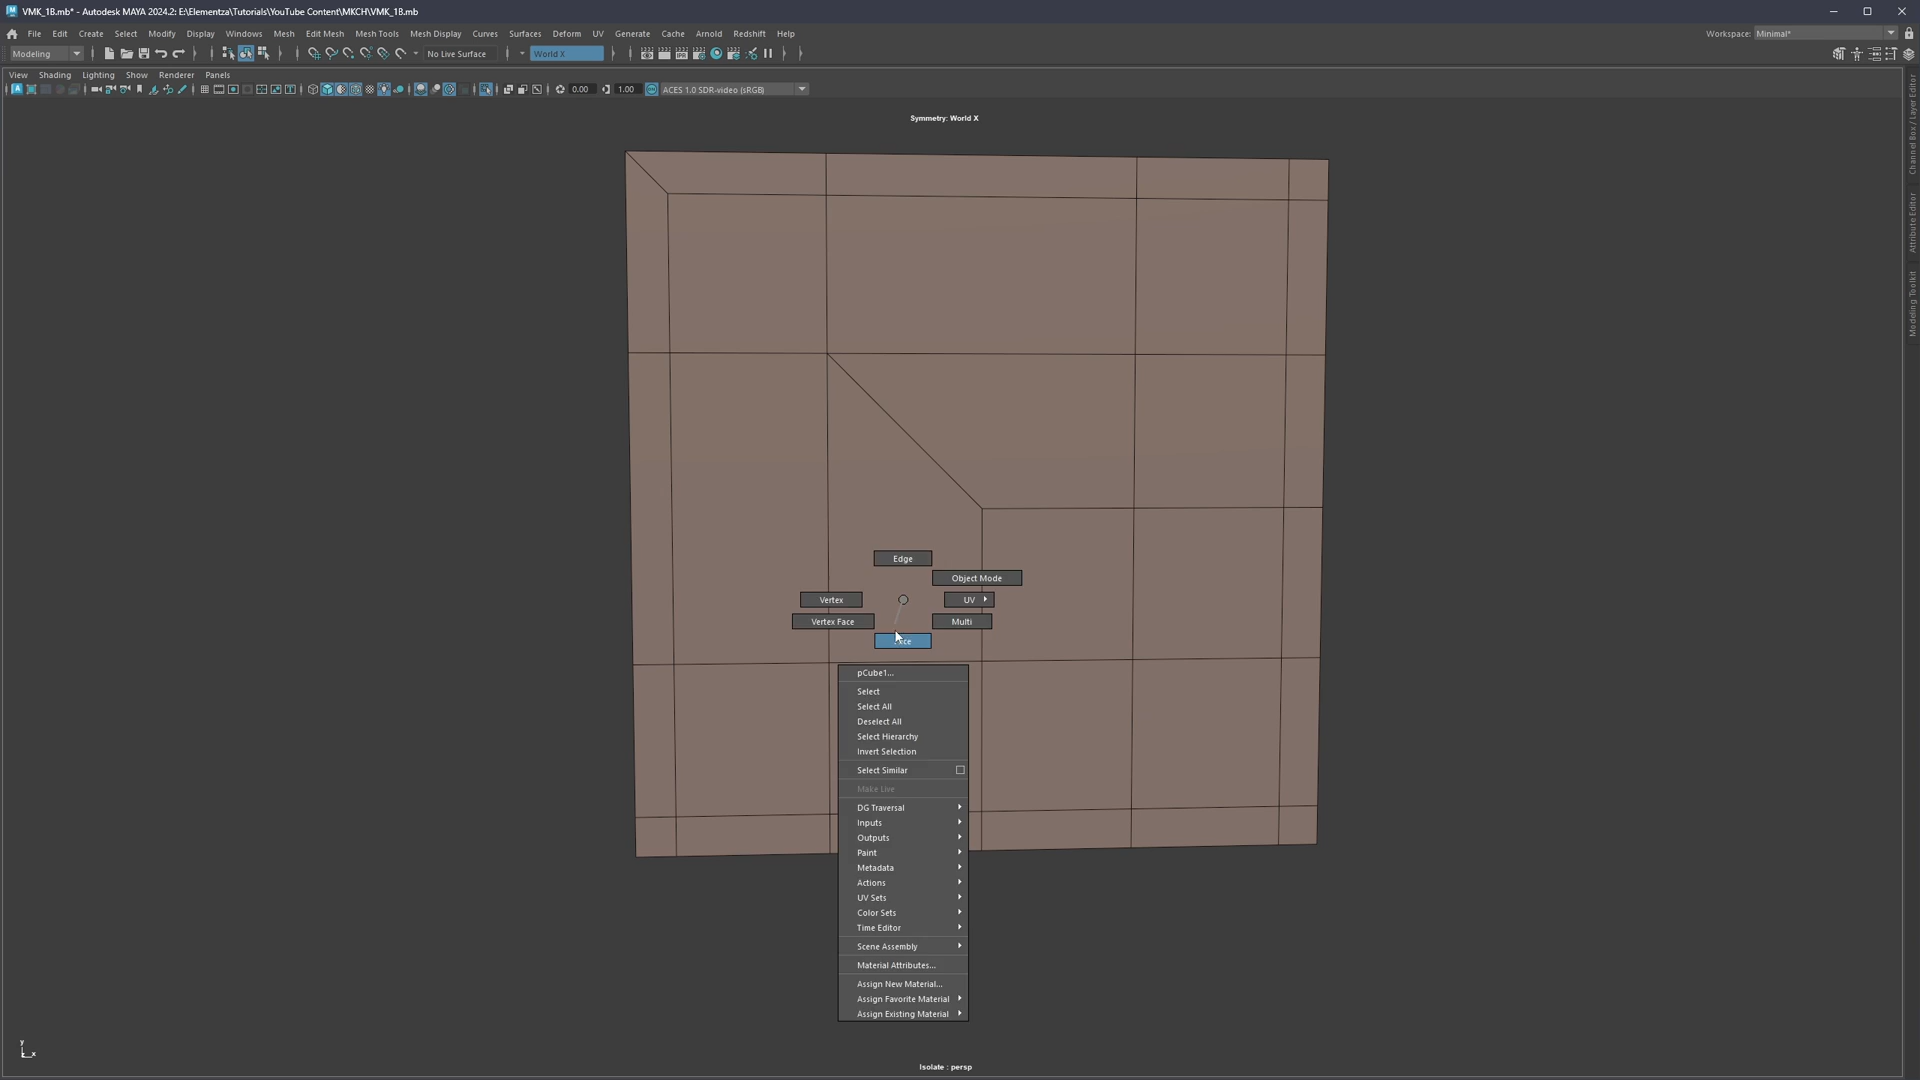 VMK_1B.mb* - Autodesk MAYA 2024.2: E:\Elementza\Tutorials\YouTube Content\MKCH\VMK_1B.mb
File Edit Create Select Modify Display Windows Mesh Edit Mesh Mesh Tools Mesh Display Curves Surfaces Deform UV Generate Cache Arnold Redshift Help
Workspace: Minimal*
Modeling
No Live Surface
World X
View Shading Lighting Show Renderer Panels
0.00
1.00
ACES 1.0 SDR-video (sRGB)
Channel Box / Layer Editor
Attribute Editor
Modeling Toolkit
Symmetry: World X
Edge
Object Mode
Vertex
UV
Vertex Face
Multi
pCube1...
Select
Select All
Deselect All
Select Hierarchy
Invert Selection
Select Similar
Make Live
DG Traversal
Inputs
Outputs
Paint
Metadata
Actions
UV Sets
Color Sets
Time Editor
Scene Assembly
Material Attributes...
Assign New Material...
Assign Favorite Material
Assign Existing Material
y
x
Isolate : persp